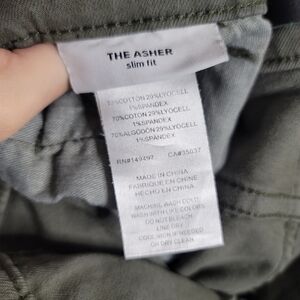 THE ASHER
slim fit
70%COTTON 29%LYOCELL
1%SPANDEX
70%COTON 29%LYOCELL
1%SPANDEX
70%ALGODÓN 29%LYOCELL
1%SPANDEX
RN#149497 CA#55037
MADE IN CHINA
FABRIQUÉ EN CHINE
HECHO EN CHINA
MACHINE WASH COLD
WASH WITH LIKE COLORS
DO NOT BLEACH
LINE DRY
COOL IRON IF NEEDED
OR DRY CLEAN